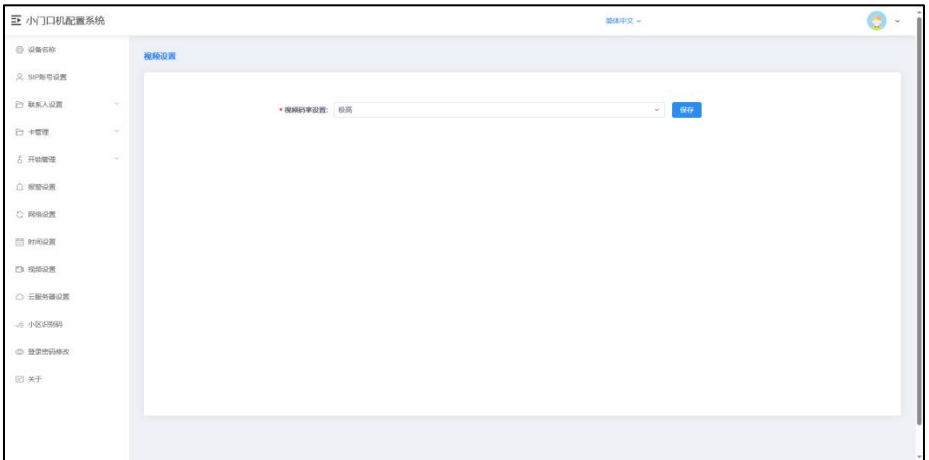 小门口机配置系统
简体中文
设备名称
SIP账号设置
联系人设置
卡管理
开锁管理
报警设置
网络设置
时间设置
视频设置
云服务器设置
小区识别码
登录密码修改
关于
视频设置
* 视频码率设置: 极高 保存